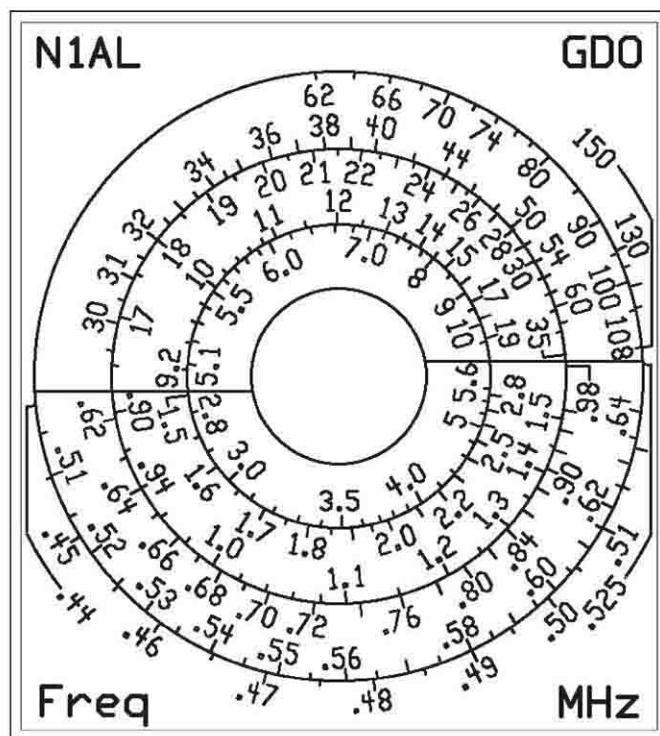 N1AL
GDO
150 130
62 66 70 74 80 90 100 108
30 31 32 34 36 38 40 44 50 54 60
17 18 19 20 21 22 24 26 28 30 35
9.2 10 11 12 13 14 15 17 19
5.1 5.5 6.0 7.0 8 9 10
2.8 3.0 3.5 4.0 5 5.6
1.5 1.6 1.7 1.8 2.0 2.2 2.5 2.8
.90 .94 1.0 1.1 1.2 1.3 1.4 1.5
.62 .64 .66 .68 .70 .72 .76 .80 .84 .90 .98
.51 .52 .53 .54 .55 .56 .58 .60 .62 .64
.44 .45 .46 .47 .48 .49 .50 .525 .51
Freq
MHz